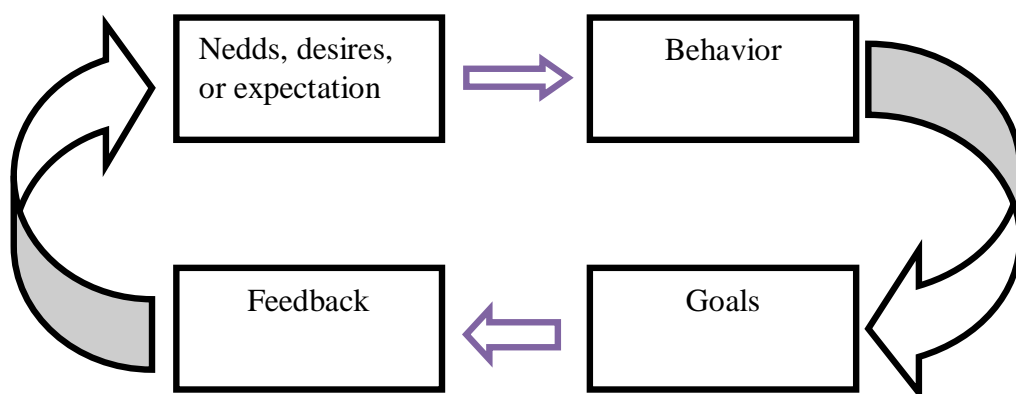 Nedds, desires,
or expectation
Behavior
Feedback
Goals